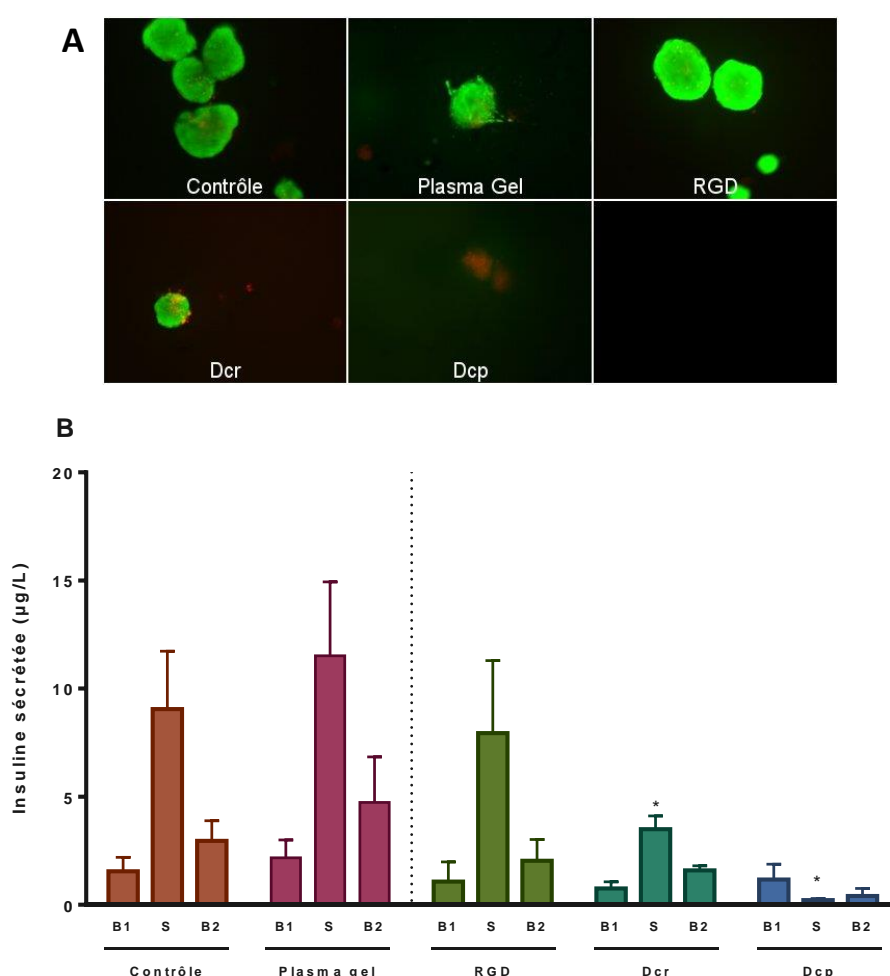 A
Contrôle
Plasma Gel
RGD
Dcr
Dcp
B
Insuline sécrétée (µg/L)
20
15
10
5
0
*
*
B1 S B2 B1 S B2 B1 S B2 B1 S B2 B1 S B2
Contrôle Plasma gel RGD Dcr Dcp